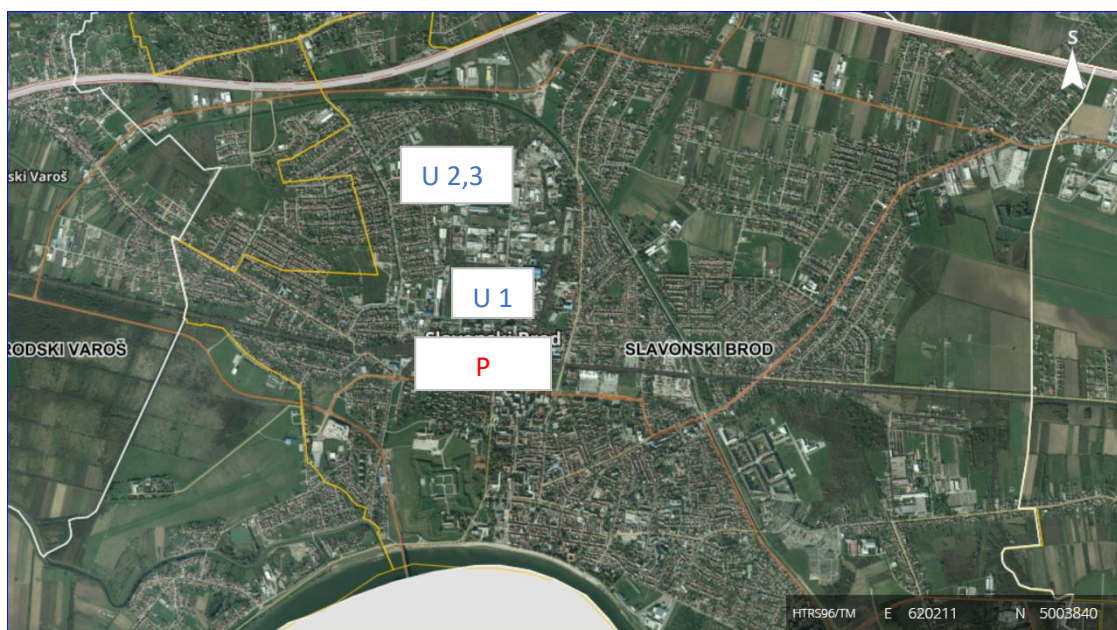 S
ski Varoš
U 2,3
U 1
Slavonski Brod
RODSKI VAROŠ
SLAVONSKI BROD
P
HTRS96/TM E 620211 N 5003840